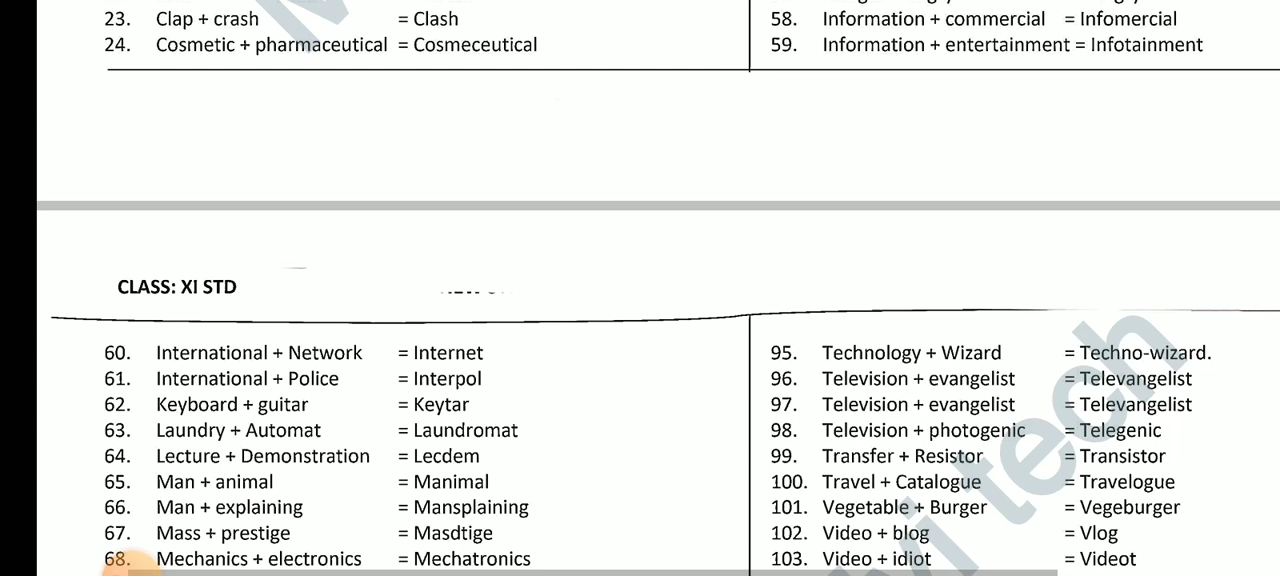 23. Clap + crash = Clash
24. Cosmetic + pharmaceutical = Cosmeceutical
58. Information + commercial = Infomercial
59. Information + entertainment = Infotainment
CLASS: XI STD
60. International + Network = Internet
61. International + Police = Interpol
62. Keyboard + guitar = Keytar
63. Laundry + Automat = Laundromat
64. Lecture + Demonstration = Lecdem
65. Man + animal = Manimal
66. Man + explaining = Mansplaining
67. Mass + prestige = Masdtige
68. Mechanics + electronics = Mechatronics
95. Technology + Wizard = Techno-wizard.
96. Television + evangelist = Televangelist
97. Television + evangelist = Televangelist
98. Television + photogenic = Telegenic
99. Transfer + Resistor = Transistor
100. Travel + Catalogue = Travelogue
101. Vegetable + Burger = Vegeburger
102. Video + blog = Vlog
103. Video + idiot = Videot
tech